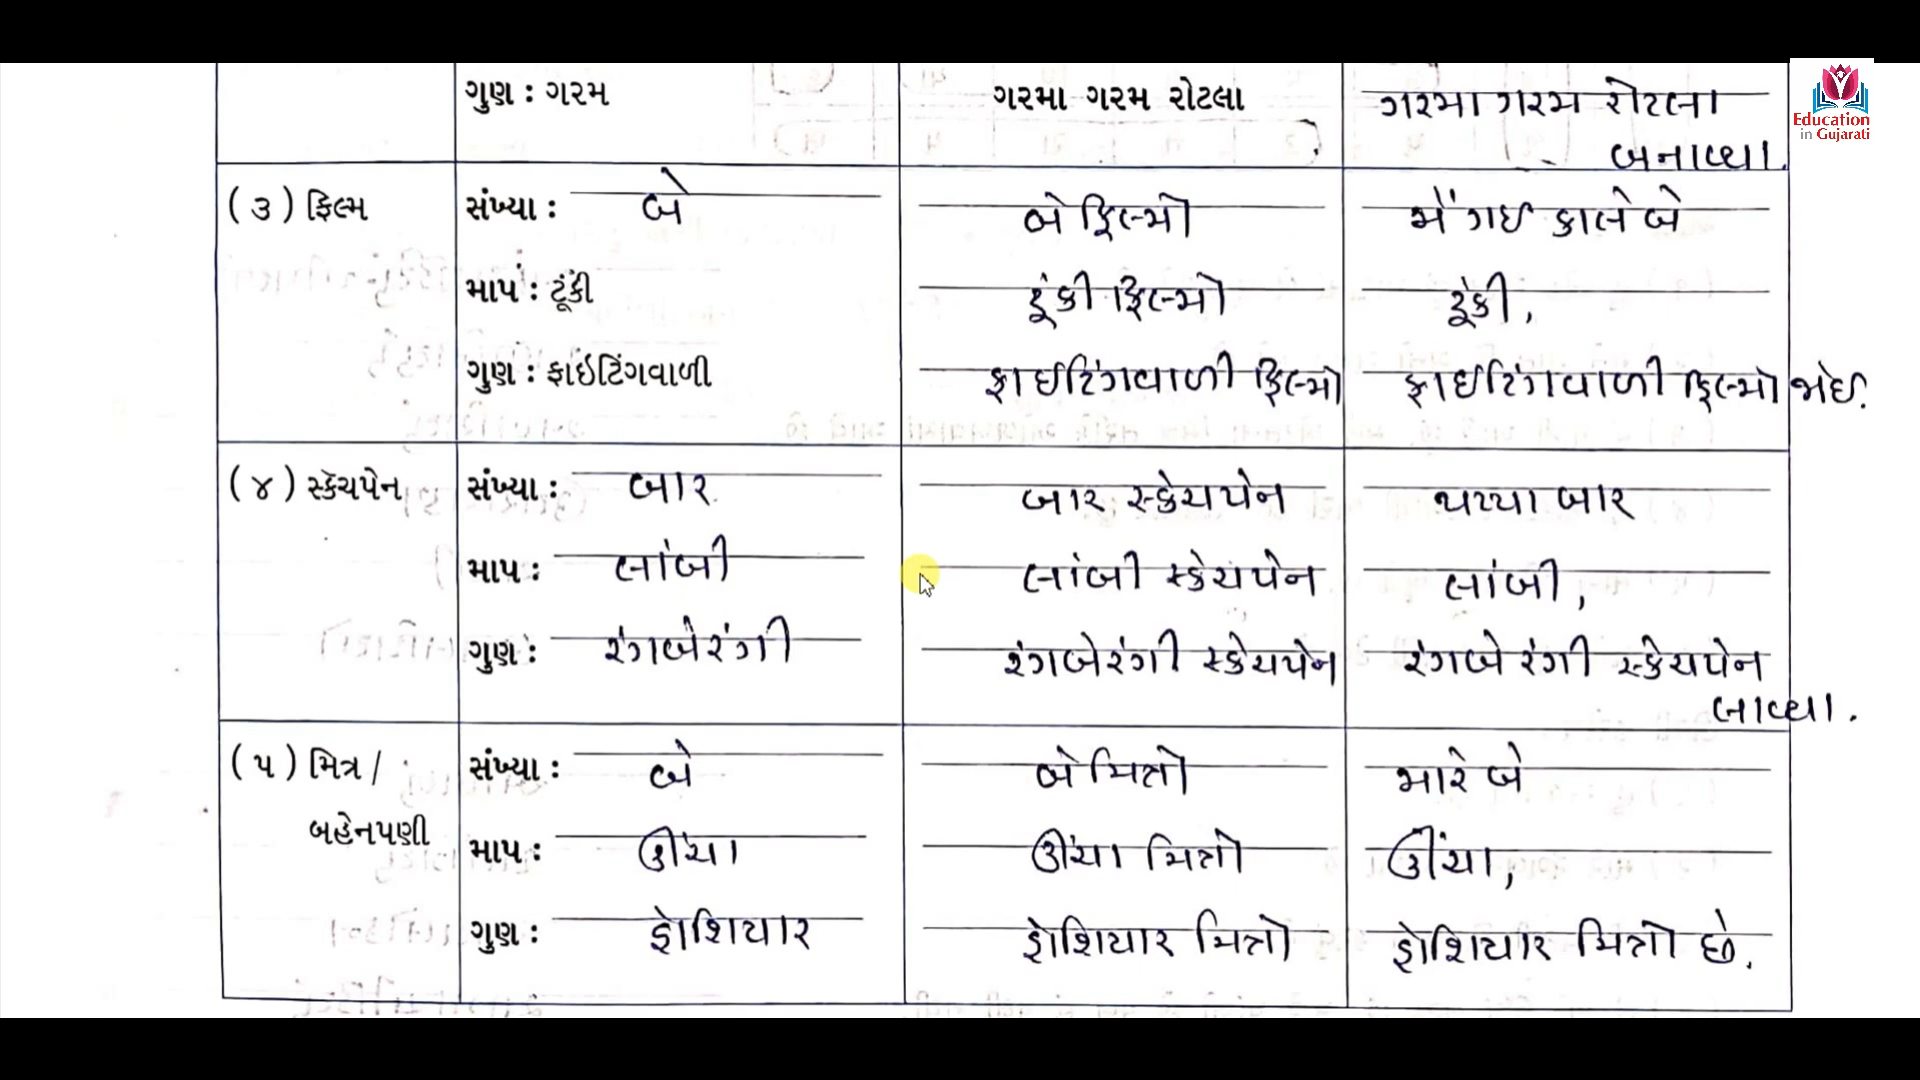 ગુણ : ગરમ ગરમા ગરમ રોટલા ગરમા ગરમ રોટલા
બનાવ્યા.
Education
in Gujarati
(૩) ફિલ્મ સંખ્યા : બે બે ફિલ્મો મેં ગઈ કાલે બે
માપ : ટૂંકી ટૂંકી ફિલ્મો ટૂંકી,
ગુણ : ફાઇટિંગવાળી ફાઈટિંગવાળી ફિલ્મો ફાઈટિંગવાળી ફિલ્મો જોઈ.
(૪) સ્કૅચપેન સંખ્યા : બાર બાર સ્કેચપેન પપ્પા બાર
માપ : લાંબી લાંબી સ્કેચપેન લાંબી,
ગુણ : રંગબેરંગી રંગબેરંગી સ્કેચપેન રંગબેરંગી સ્કેચપેન
લાવ્યા.
(૫) મિત્ર / સંખ્યા : બે બે મિત્રો મારે બે
બહેનપણી માપ : ઊંચા ઊંચા મિત્રો ઊંચા,
ગુણ : હોશિયાર હોશિયાર મિત્રો હોશિયાર મિત્રો છે.